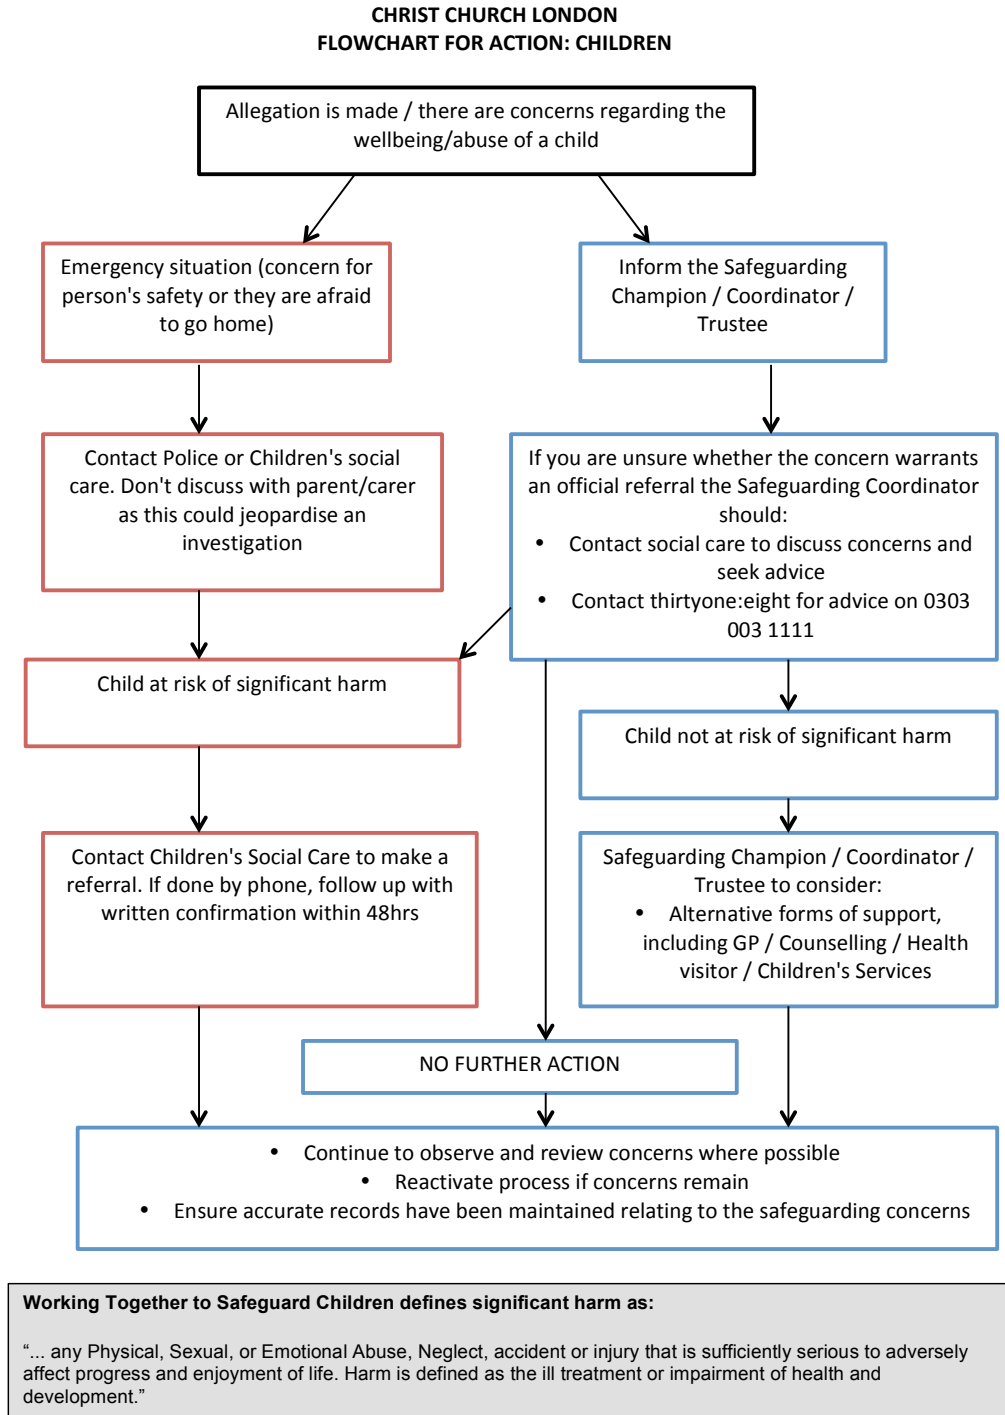 CHRIST CHURCH LONDON
FLOWCHART FOR ACTION: CHILDREN
Allegation is made / there are concerns regarding the
wellbeing/abuse of a child
Emergency situation (concern for
person's safety or they are afraid
to go home)
Inform the Safeguarding
Champion / Coordinator /
Trustee
Contact Police or Children's social
care. Don't discuss with parent/carer
as this could jeopardise an
investigation
If you are unsure whether the concern warrants
an official referral the Safeguarding Coordinator
should:
• Contact social care to discuss concerns and
seek advice
• Contact thirtyone:eight for advice on 0303
003 1111
Child at risk of significant harm
Child not at risk of significant harm
Contact Children's Social Care to make a
referral. If done by phone, follow up with
written confirmation within 48hrs
Safeguarding Champion / Coordinator /
Trustee to consider:
• Alternative forms of support,
including GP / Counselling / Health
visitor / Children's Services
NO FURTHER ACTION
• Continue to observe and review concerns where possible
• Reactivate process if concerns remain
• Ensure accurate records have been maintained relating to the safeguarding concerns
Working Together to Safeguard Children defines significant harm as:
“... any Physical, Sexual, or Emotional Abuse, Neglect, accident or injury that is sufficiently serious to adversely
affect progress and enjoyment of life. Harm is defined as the ill treatment or impairment of health and
development.”